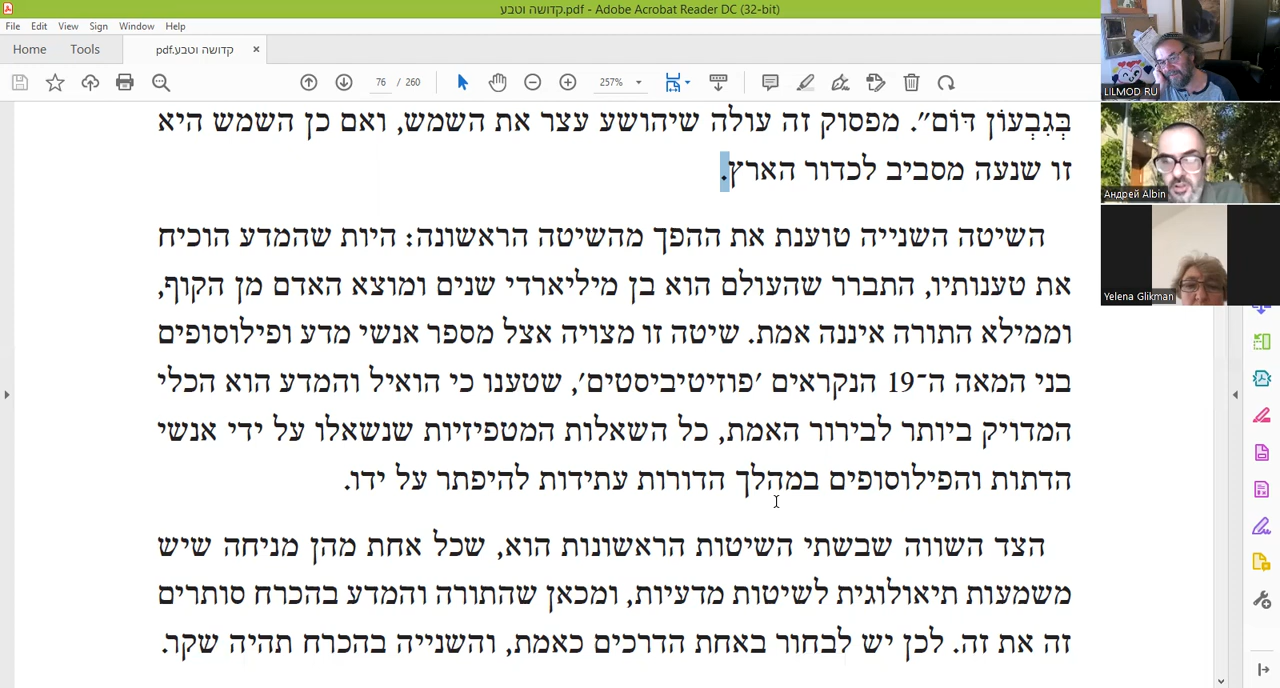 קדושה וטבע.pdf - Adobe Acrobat Reader DC (32-bit)
File Edit View Sign Window Help
Home Tools קדושה וטבע.pdf ×
76 / 260 257%
בְּגִבְעוֹן דּוֹם״. מפסוק זה עולה שיהושע עצר את השמש, ואם כן השמש היא
זו שנעה מסביב לכדור הארץ.
השיטה השנייה טוענת את ההפך מהשיטה הראשונה: היות שהמדע הוכיח
את טענותיו, התברר שהעולם הוא בן מיליארדי שנים ומוצא האדם מן הקוף,
וממילא התורה איננה אמת. שיטה זו מצויה אצל מספר אנשי מדע ופילוסופים
בני המאה ה־19 הנקראים ׳פוזיטיביסטים׳, שטענו כי הואיל והמדע הוא הכלי
המדויק ביותר לבירור האמת, כל השאלות המטפיזיות שנשאלו על ידי אנשי
הדתות והפילוסופים במהלך הדורות עתידות להיפתר על ידו.
הצד השווה שבשתי השיטות הראשונות הוא, שכל אחת מהן מניחה שיש
משמעות תיאולוגית לשיטות מדעיות, ומכאן שהתורה והמדע בהכרח סותרים
זה את זה. לכן יש לבחור באחת הדרכים כאמת, והשנייה בהכרח תהיה שקר.
LILMOD RU
Андрей Albin
Yelena Glikman